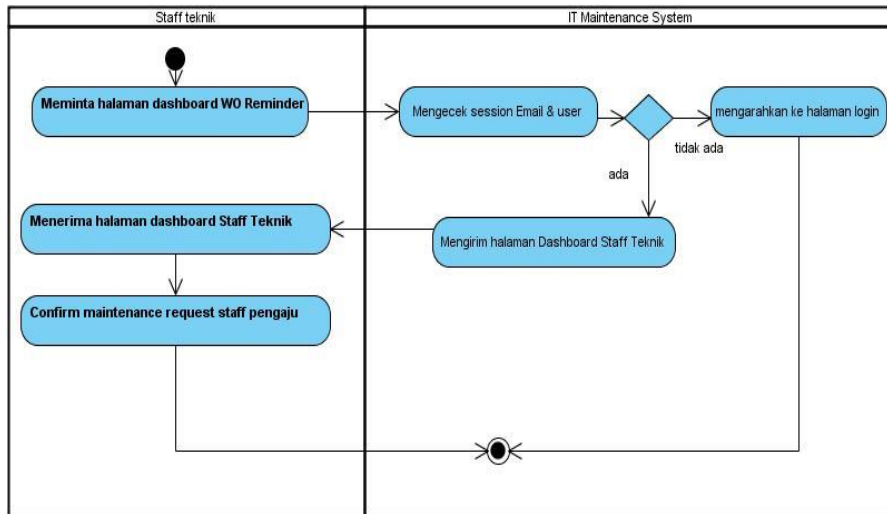 Staff teknik
IT Maintenance System
Meminta halaman dashboard WO Reminder
Mengecek session Email & user
mengarahkan ke halaman login
tidak ada
ada
Menerima halaman dashboard Staff Teknik
Mengirim halaman Dashboard Staff Teknik
Confirm maintenance request staff pengaju